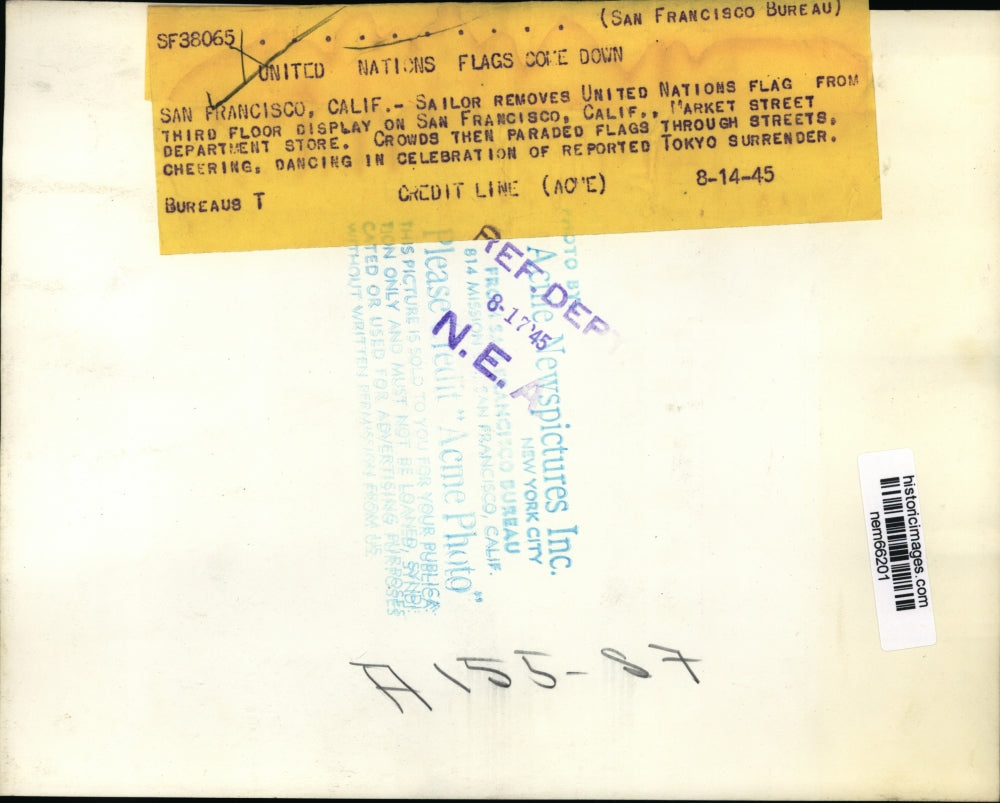 SF38065 . . . . . . . . . . (SAN FRANCISCO BUREAU)
UNITED NATIONS FLAGS COME DOWN
SAN FRANCISCO, CALIF.- SAILOR REMOVES UNITED NATIONS FLAG FROM
THIRD FLOOR DISPLAY ON SAN FRANCISCO, CALIF., MARKET STREET
DEPARTMENT STORE. CROWDS THEN PARADED FLAGS THROUGH STREETS,
CHEERING, DANCING IN CELEBRATION OF REPORTED TOKYO SURRENDER.
BUREAUS T CREDIT LINE (ACME) 8-14-45
REF. DEPT
8-17'45
N. E. A
PHOTO BY
Acme Newspictures Inc.
NEW YORK CITY
FROM SAN FRANCISCO BUREAU
814 MISSION SAN FRANCISCO, CALIF.
Please Credit "Acme Photo"
THIS PICTURE IS SOLD TO YOU FOR YOUR PUBLICA-
TION ONLY AND MUST NOT BE LOANED, SYNDI-
CATED OR USED FOR ADVERTISING PURPOSES
WITHOUT WRITTEN PERMISSION FROM US
historicimages.com
nem66201
A 155-87